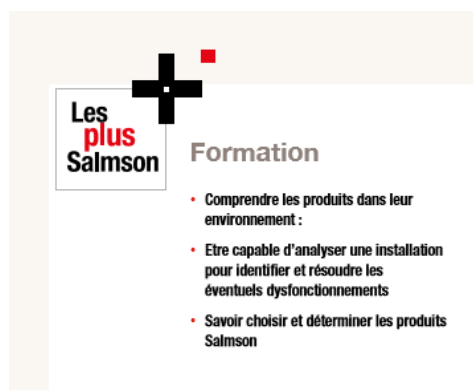 Les
plus
Salmson
Formation
• Comprendre les produits dans leur
environnement :
• Etre capable d'analyser une installation
pour identifier et résoudre les
éventuels dysfonctionnements
• Savoir choisir et déterminer les produits
Salmson